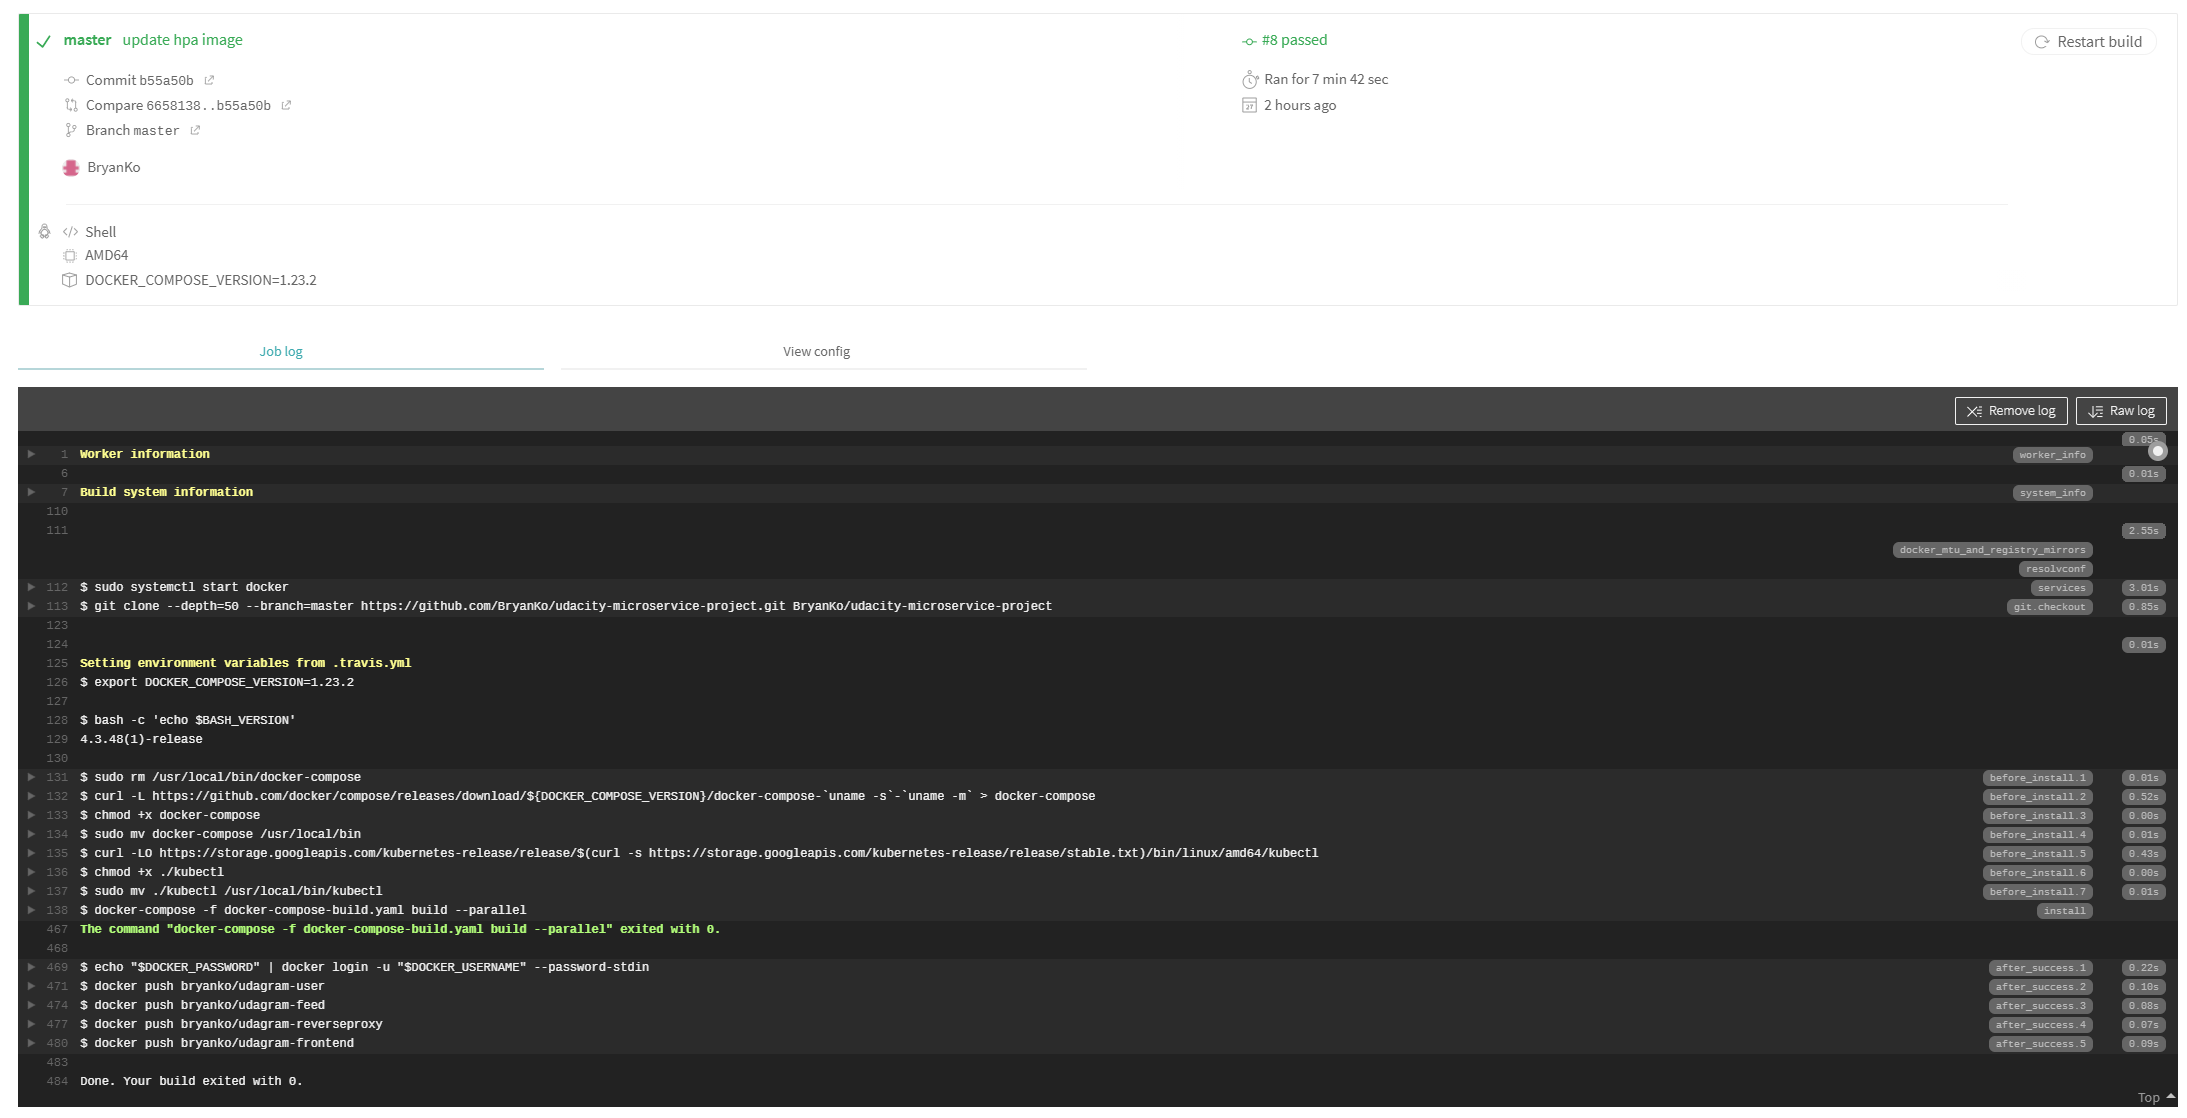 master update hpa image
#8 passed
Restart build
Commit b55a50b
Ran for 7 min 42 sec
Compare 6658138..b55a50b
2 hours ago
Branch master
BryanKo
</> Shell
AMD64
DOCKER_COMPOSE_VERSION=1.23.2
Job log
View config
Remove log
Raw log
0.05s
1 Worker information worker_info
6 0.01s
7 Build system information system_info
110
111 2.55s
docker_mtu_and_registry_mirrors
resolvconf
112 $ sudo systemctl start docker services 3.01s
113 $ git clone --depth=50 --branch=master https://github.com/BryanKo/udacity-microservice-project.git BryanKo/udacity-microservice-project git.checkout 0.85s
123
124 0.01s
125 Setting environment variables from .travis.yml
126 $ export DOCKER_COMPOSE_VERSION=1.23.2
127
128 $ bash -c 'echo $BASH_VERSION'
129 4.3.48(1)-release
130
131 $ sudo rm /usr/local/bin/docker-compose before_install.1 0.01s
132 $ curl -L https://github.com/docker/compose/releases/download/${DOCKER_COMPOSE_VERSION}/docker-compose-`uname -s`-`uname -m` > docker-compose before_install.2 0.52s
133 $ chmod +x docker-compose before_install.3 0.00s
134 $ sudo mv docker-compose /usr/local/bin before_install.4 0.01s
135 $ curl -LO https://storage.googleapis.com/kubernetes-release/release/$(curl -s https://storage.googleapis.com/kubernetes-release/release/stable.txt)/bin/linux/amd64/kubectl before_install.5 0.43s
136 $ chmod +x ./kubectl before_install.6 0.00s
137 $ sudo mv ./kubectl /usr/local/bin/kubectl before_install.7 0.01s
138 $ docker-compose -f docker-compose-build.yaml build --parallel install
467 The command "docker-compose -f docker-compose-build.yaml build --parallel" exited with 0.
468
469 $ echo "$DOCKER_PASSWORD" | docker login -u "$DOCKER_USERNAME" --password-stdin after_success.1 0.22s
471 $ docker push bryanko/udagram-user after_success.2 0.10s
474 $ docker push bryanko/udagram-feed after_success.3 0.08s
477 $ docker push bryanko/udagram-reverseproxy after_success.4 0.07s
480 $ docker push bryanko/udagram-frontend after_success.5 0.09s
483
484 Done. Your build exited with 0.
Top